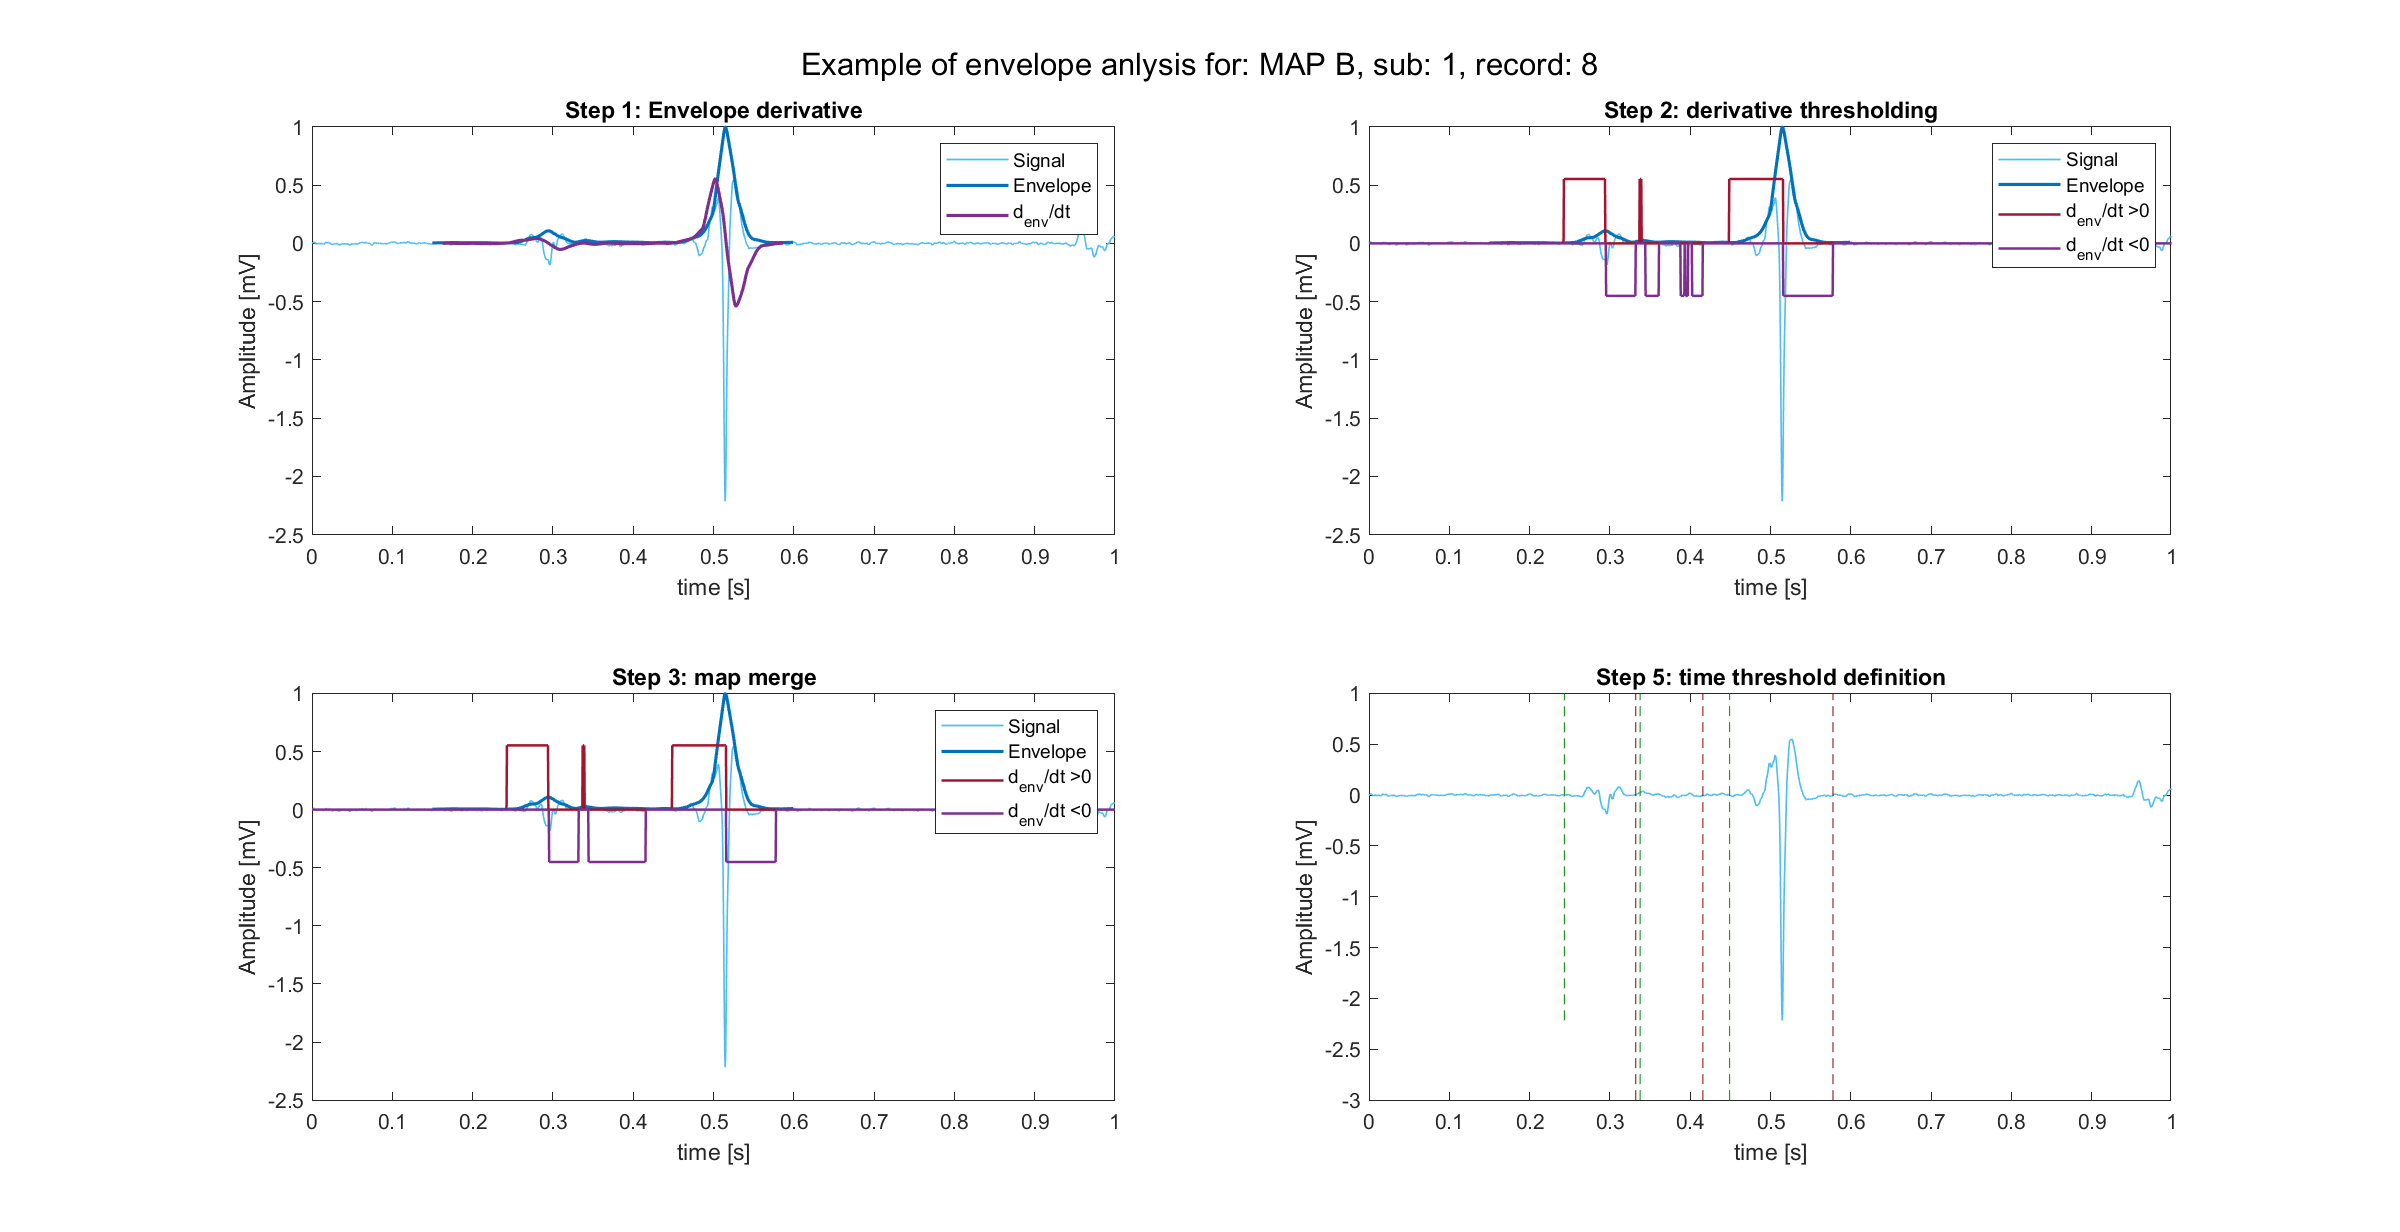 Example of envelope anlysis for: MAP B, sub: 1, record: 8
Step 1: Envelope derivative
1
0.5
0
-0.5
-1
-1.5
-2
-2.5
Amplitude [mV]
Signal
Envelope
d_env/dt
0 0.1 0.2 0.3 0.4 0.5 0.6 0.7 0.8 0.9 1
time [s]
Step 2: derivative thresholding
1
0.5
0
-0.5
-1
-1.5
-2
-2.5
Amplitude [mV]
Signal
Envelope
d_env/dt >0
d_env/dt <0
0 0.1 0.2 0.3 0.4 0.5 0.6 0.7 0.8 0.9 1
time [s]
Step 3: map merge
1
0.5
0
-0.5
-1
-1.5
-2
-2.5
Amplitude [mV]
Signal
Envelope
d_env/dt >0
d_env/dt <0
0 0.1 0.2 0.3 0.4 0.5 0.6 0.7 0.8 0.9 1
time [s]
Step 5: time threshold definition
1
0.5
0
-0.5
-1
-1.5
-2
-2.5
-3
Amplitude [mV]
0 0.1 0.2 0.3 0.4 0.5 0.6 0.7 0.8 0.9 1
time [s]